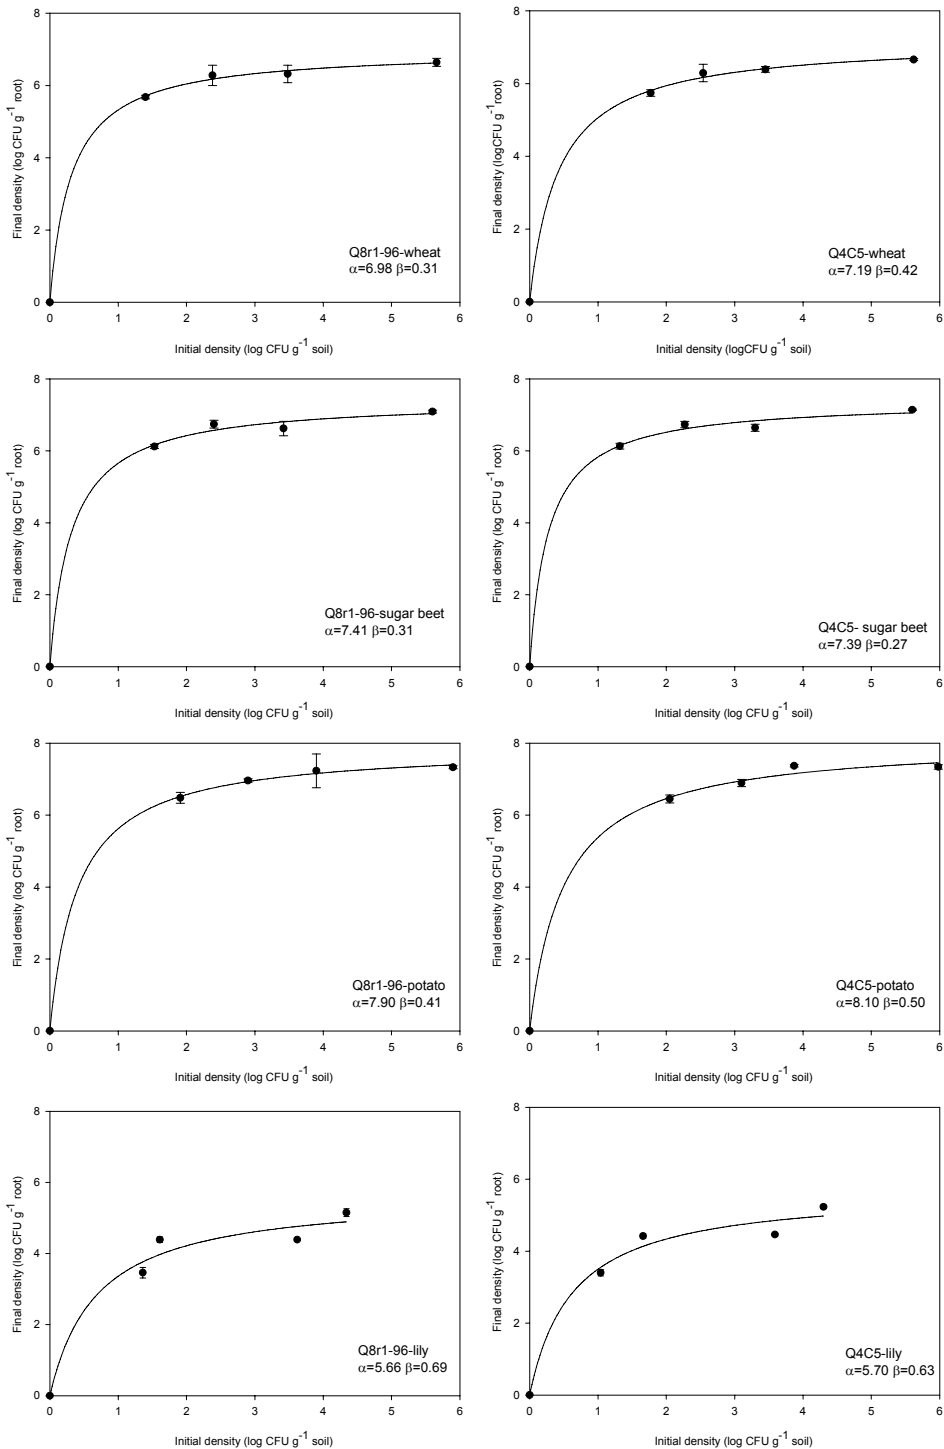 Final density (log CFU g-1 root)
8
6
4
2
0
Q8r1-96-wheat
α=6.98 β=0.31
0 1 2 3 4 5 6
Initial density (log CFU g-1 soil)
Final density (logCFU g-1root)
8
6
4
2
0
Q4C5-wheat
α=7.19 β=0.42
0 1 2 3 4 5 6
Initial density (logCFU g-1 soil)
Final density (log CFU g-1 root)
8
6
4
2
0
Q8r1-96-sugar beet
α=7.41 β=0.31
0 1 2 3 4 5 6
Initial density (log CFU g-1 soil)
Final density (log CFU g-1 root)
8
6
4
2
0
Q4C5- sugar beet
α=7.39 β=0.27
0 1 2 3 4 5 6
Initial density (log CFU g-1 soil)
Final density (log CFU g-1 root)
8
6
4
2
0
Q8r1-96-potato
α=7.90 β=0.41
0 1 2 3 4 5 6
Initial density (log CFU g-1 soil)
Final density (log CFU g-1 root)
8
6
4
2
0
Q4C5-potato
α=8.10 β=0.50
0 1 2 3 4 5 6
Initial density (log CFU g-1 soil)
Final density (log CFU g-1 root)
8
6
4
2
0
Q8r1-96-lily
α=5.66 β=0.69
0 1 2 3 4 5 6
Initial density (log CFU g-1 soil)
Final density (log CFU g-1 root)
8
6
4
2
0
Q4C5-lily
α=5.70 β=0.63
0 1 2 3 4 5 6
Initial density (log CFU g-1 soil)